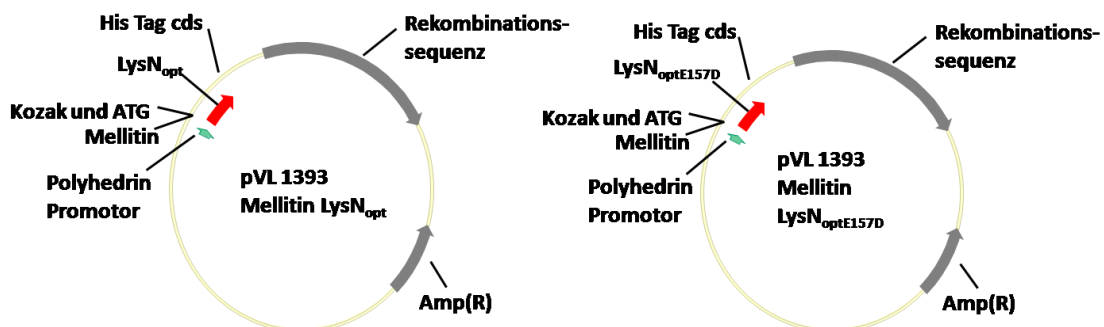 His Tag cds
Rekombinations-
sequenz
LysNopt
Kozak und ATG
Mellitin
Polyhedrin
Promotor
pVL 1393
Mellitin LysNopt
Amp(R)
His Tag cds
Rekombinations-
sequenz
LysNoptE157D
Kozak und ATG
Mellitin
Polyhedrin
Promotor
pVL 1393
Mellitin
LysNoptE157D
Amp(R)